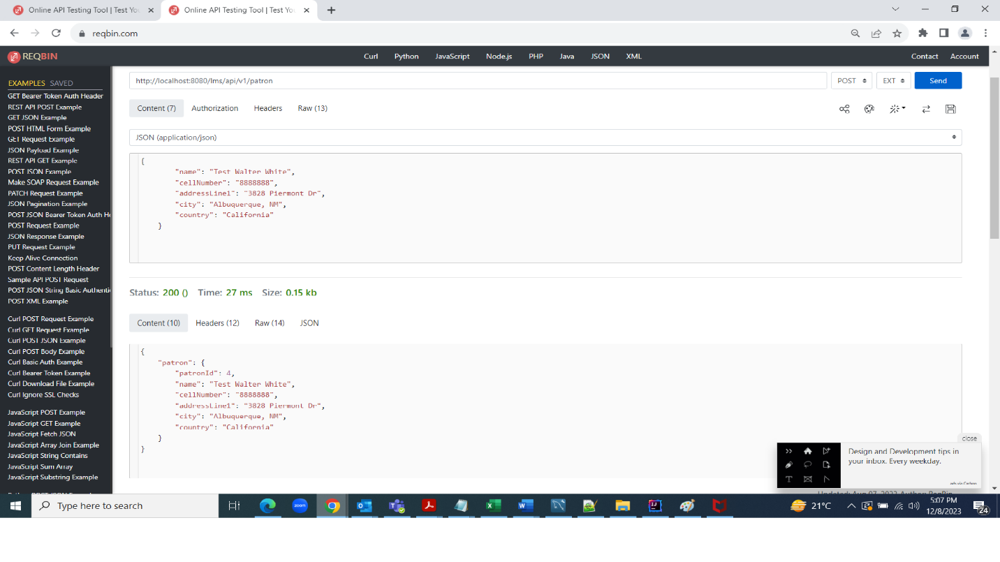 Online API Testing Tool | Test Yo
Online API Testing Tool | Test You
reqbin.com
REQBIN
Curl Python JavaScript Node.js PHP Java JSON XML
Contact Account
EXAMPLES SAVED
GET Bearer Token Auth Header
REST API POST Example
GET JSON Example
POST HTML Form Example
GET Request Example
JSON Payload Example
REST API GET Example
POST JSON Example
Make SOAP Request Example
PATCH Request Example
JSON Pagination Example
POST JSON Bearer Token Auth He
POST Request Example
JSON Response Example
PUT Request Example
Keep Alive Connection
POST Content Length Header
Sample API POST Request
POST JSON String Basic Authenti
POST XML Example
Curl POST Request Example
Curl GET Request Example
Curl POST JSON Example
Curl POST Body Example
Curl Basic Auth Example
Curl Bearer Token Example
Curl Download File Example
Curl Ignore SSL Checks
JavaScript POST Example
JavaScript GET Example
JavaScript Fetch JSON
JavaScript Array Join Example
JavaScript String Contains
JavaScript Sum Array
JavaScript Substring Example
http://localhost:8080/lms/api/v1/patron
POST EXT Send
Content (7) Authorization Headers Raw (13)
JSON (application/json)
{
"name": "Test Walter White",
"cellNumber": "8888888",
"addressLine1": "3828 Piermont Dr",
"city": "Albuquerque, NM",
"country": "California"
}
Status: 200 () Time: 27 ms Size: 0.15 kb
Content (10) Headers (12) Raw (14) JSON
{
"patron": {
"patronId": 4,
"name": "Test Walter White",
"cellNumber": "8888888",
"addressLine1": "3828 Piermont Dr",
"city": "Albuquerque, NM",
"country": "California"
}
}
close
Design and Development tips in
your inbox. Every weekday.
ads via Carbon
Type here to search
zoom
21°C
5:07 PM
12/8/2023
24